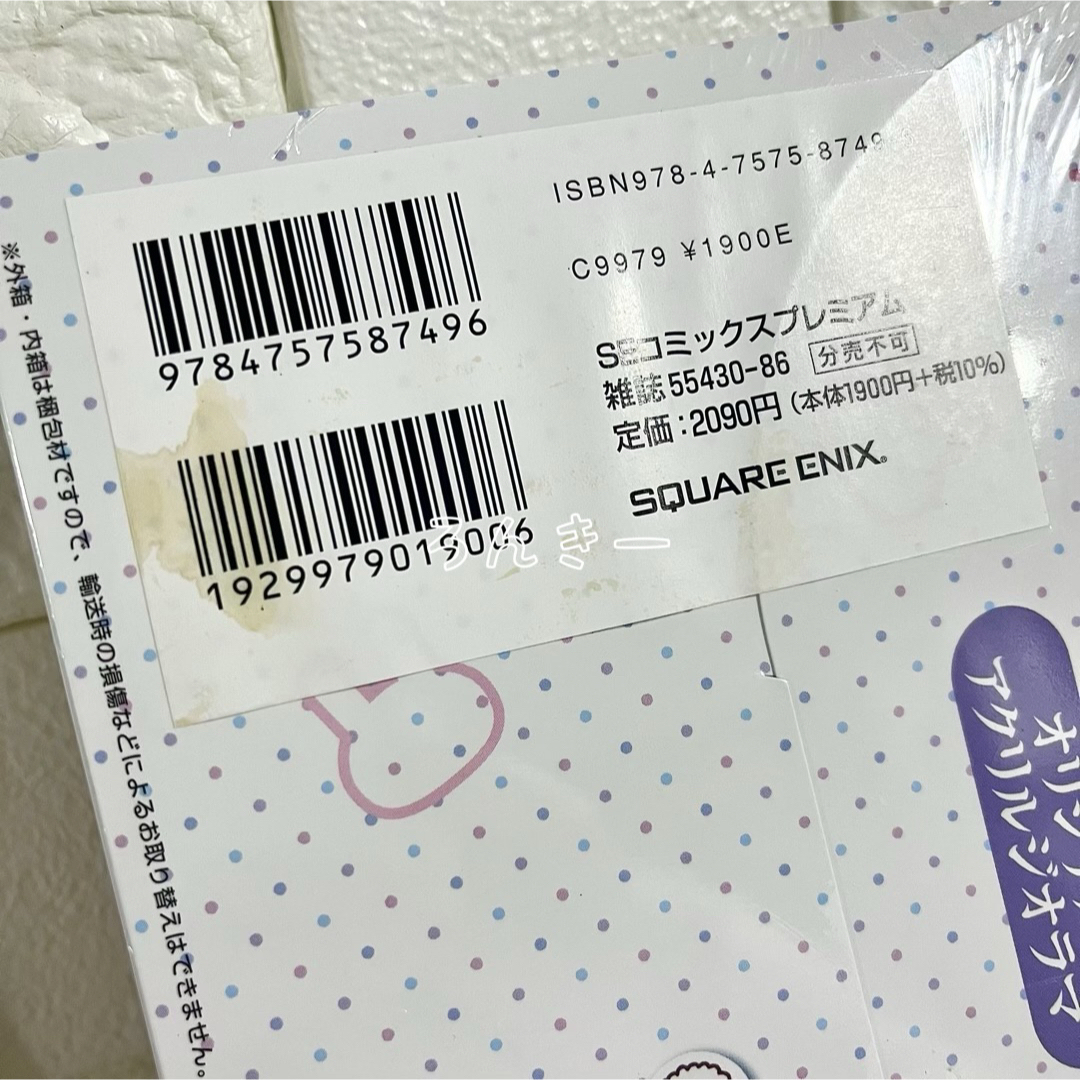 ISBN978-4-7575-8749
C9979 ¥1900E
9784757587496
SEコミックスプレミアム
雑誌 55430-86 分売不可
定価:2090円(本体1900円+税10%)
SQUARE ENIX®
1929979019006
ろんきー
※外箱・内箱は梱包材ですので、輸送時の損傷などによるお取り替えはできません。
アクリルジオラマ